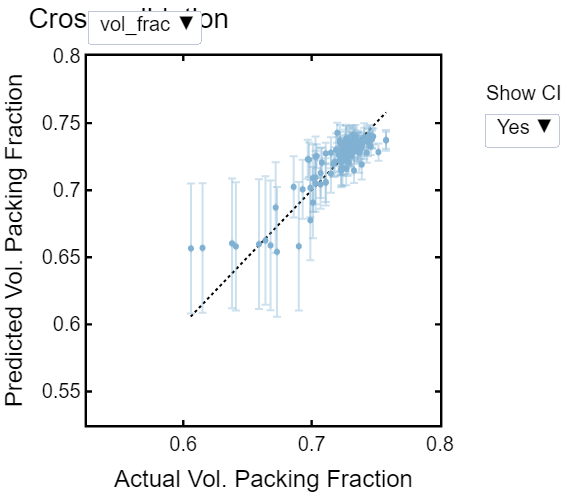 Cros
on
vol_frac ▼
Show CI
Yes ▼
Predicted Vol. Packing Fraction
0.8
0.75
0.7
0.65
0.6
0.55
0.6 0.7 0.8
Actual Vol. Packing Fraction